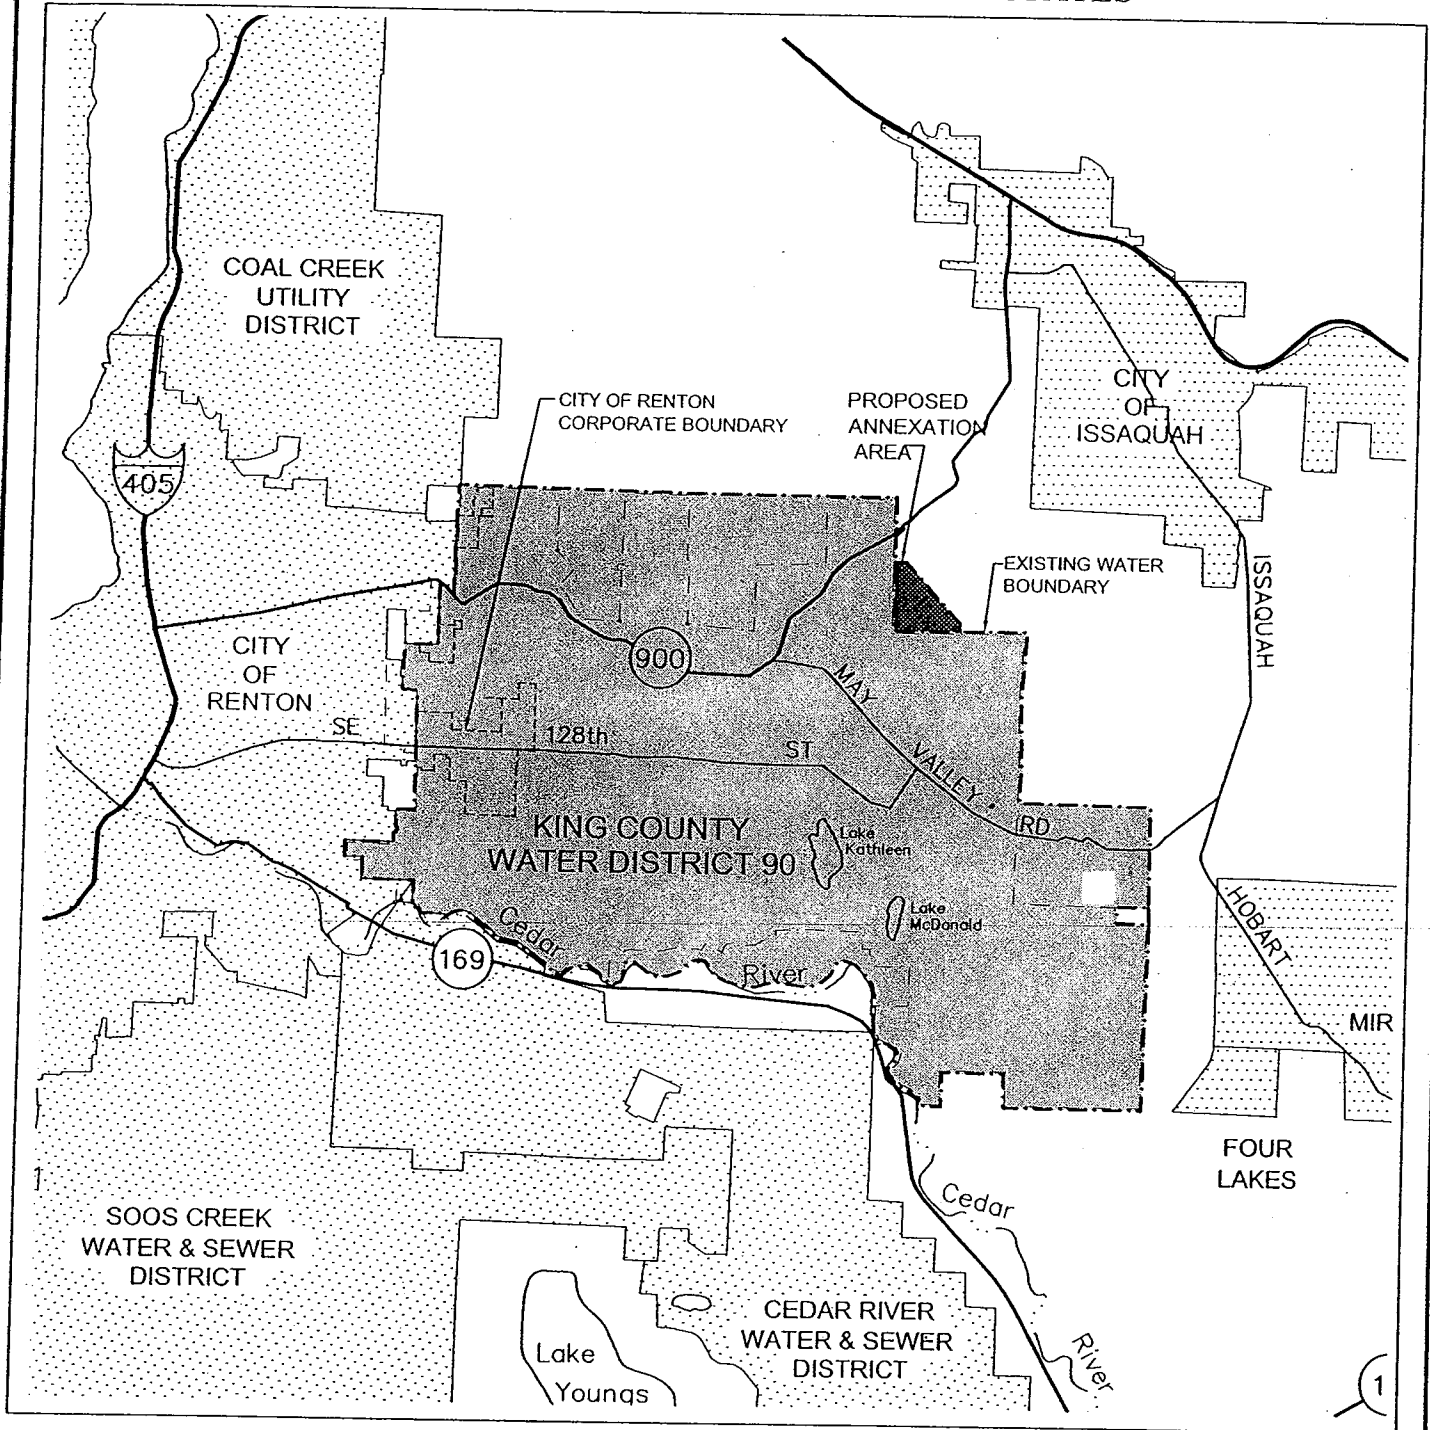 COAL CREEK
UTILITY
DISTRICT
CITY OF RENTON
CORPORATE BOUNDARY
PROPOSED
ANNEXATION
AREA
CITY
OF
ISSAQUAH
405
EXISTING WATER
BOUNDARY
ISSAQUAH
CITY
OF
RENTON
900
MAY
VALLEY
RD
SE
128th
ST
KING COUNTY
WATER DISTRICT 90
Lake
Kathleen
Lake
McDonald
HOBART
Cedar
River
169
MIR
FOUR
LAKES
Cedar
River
SOOS CREEK
WATER & SEWER
DISTRICT
CEDAR RIVER
WATER & SEWER
DISTRICT
Lake
Youngs
1